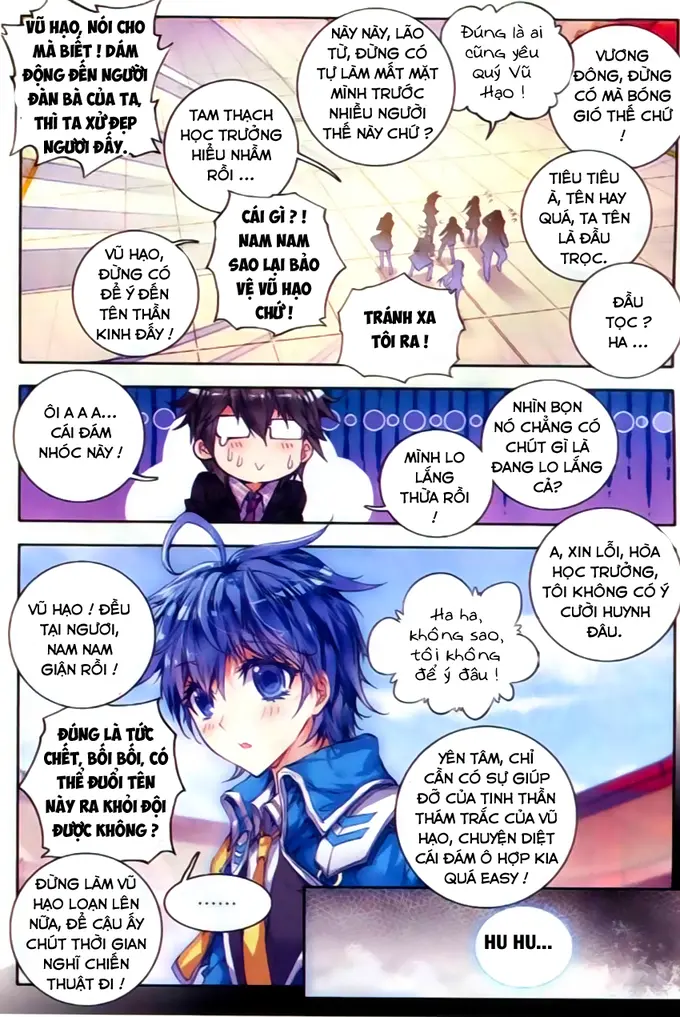 VŨ HẠO, NÓI CHO
MÀ BIẾT ! DÁM
ĐỘNG ĐẾN NGƯỜI
ĐÀN BÀ CỦA TA,
THÌ TA XỬ ĐẸP
NGƯƠI ĐẤY.
TAM THẠCH
HỌC TRƯỞNG
HIỂU NHẦM
RỒI ...
NÀY NÀY, LÃO
TỬ, ĐỪNG CÓ
TỰ LÀM MẤT MẶT
MÌNH TRƯỚC
NHIỀU NGƯỜI
THẾ NÀY CHỨ ?
Đúng là ai
cũng yêu
quý Vũ
Hạo !
VƯƠNG
ĐÔNG, ĐỪNG
CÓ MÀ BÓNG
GIÓ THẾ CHỨ
!
TIÊU TIÊU
À, TÊN HAY
QUÁ, TA TÊN
LÀ ĐẦU
TRỌC.
CÁI GÌ ? !
NAM NAM
SAO LẠI BẢO
VỆ VŨ HẠO
CHỨ !
VŨ HẠO,
ĐỪNG CÓ
ĐỂ Ý ĐẾN
TÊN THẦN
KINH ĐẤY !
TRÁNH XA
TÔI RA !
ĐẦU
TỌC ?
HA ...
ÔI A A A...
CÁI ĐÁM
NHÓC NÀY !
MÌNH LO
LẮNG
THỪA RỒI
!
NHÌN BỌN
NÓ CHẲNG CÓ
CHÚT GÌ LÀ
ĐANG LO LẮNG
CẢ?
A, XIN LỖI, HÒA
HỌC TRƯỞNG,
TÔI KHÔNG CÓ Ý
CƯỜI HUYNH
ĐÂU.
VŨ HẠO ! ĐỀU
TẠI NGƯƠI,
NAM NAM
GIẬN RỒI !
Ha ha,
không sao,
tôi không
để ý đâu !
ĐÚNG LÀ TỨC
CHẾT, BỐI BỐI, CÓ
THỂ ĐUỔI TÊN
NÀY RA KHỎI ĐỘI
ĐƯỢC KHÔNG ?
YÊN TÂM, CHỈ
CẦN CÓ SỰ GIÚP
ĐỠ CỦA TINH THẦN
THÁM TRẮC CỦA VŨ
HẠO, CHUYỆN DIỆT
CÁI ĐÁM Ô HỢP KIA
QUÁ EASY !
ĐỪNG LÀM VŨ
HẠO LOẠN LÊN
NỮA, ĐỂ CẬU ẤY
CHÚT THỜI GIAN
NGHĨ CHIẾN
THUẬT ĐI !
......
HU HU...